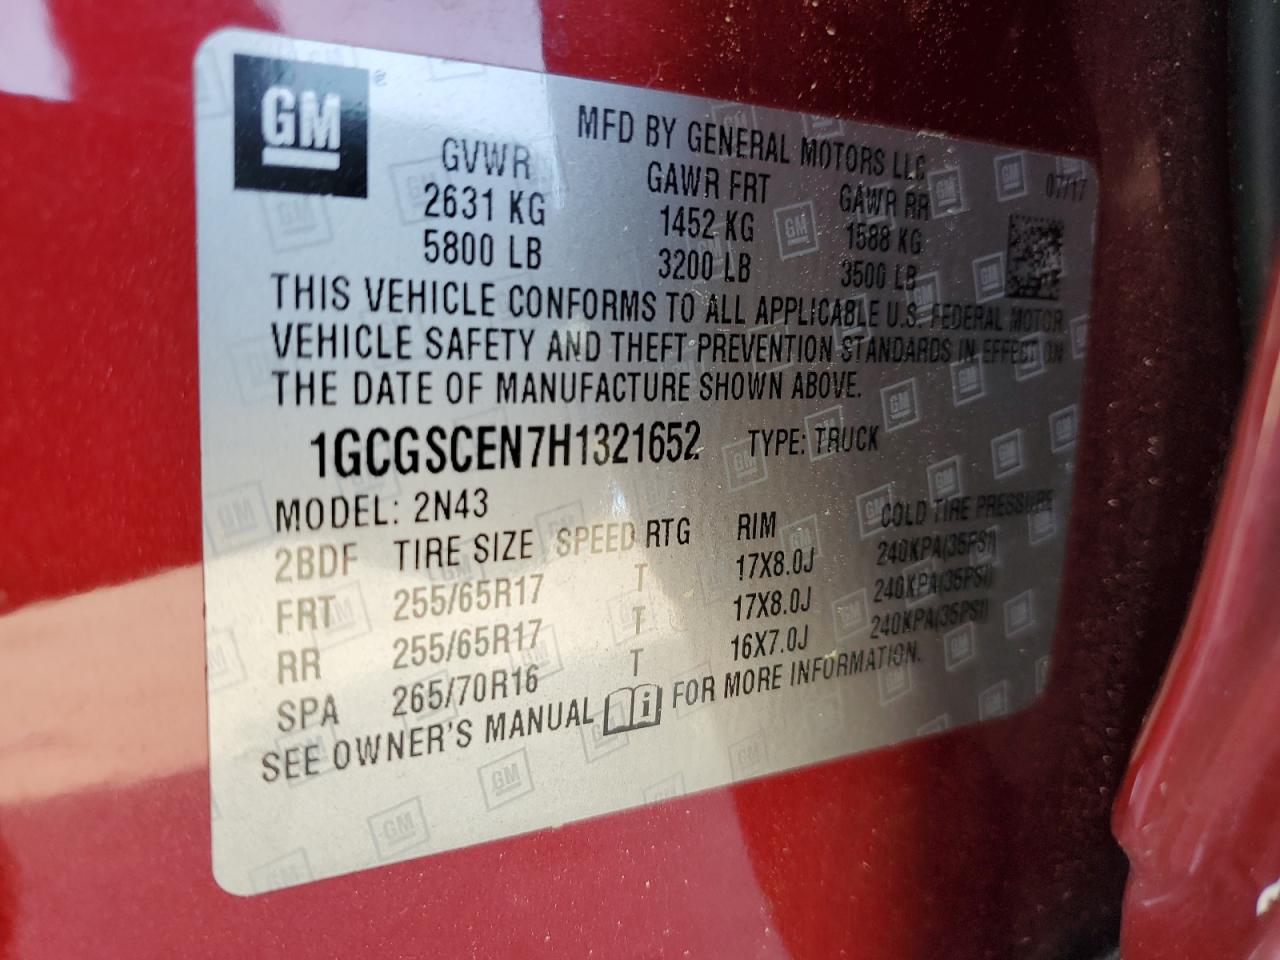 GM ®
MFD BY GENERAL MOTORS LLC
07/17
GVWR GAWR FRT GAWR RR
2631 KG 1452 KG 1588 KG
5800 LB 3200 LB 3500 LB
THIS VEHICLE CONFORMS TO ALL APPLICABLE U.S. FEDERAL MOTOR
VEHICLE SAFETY AND THEFT PREVENTION STANDARDS IN EFFECT ON
THE DATE OF MANUFACTURE SHOWN ABOVE.
1GCGSCEN7H1321652 TYPE: TRUCK
MODEL: 2N43
2BDF TIRE SIZE SPEED RTG RIM COLD TIRE PRESSURE
FRT 255/65R17 T 17X8.0J 240KPA(35PSI)
RR 255/65R17 T 17X8.0J 240KPA(35PSI)
SPA 265/70R16 T 16X7.0J 240KPA(35PSI)
SEE OWNER'S MANUAL FOR MORE INFORMATION.